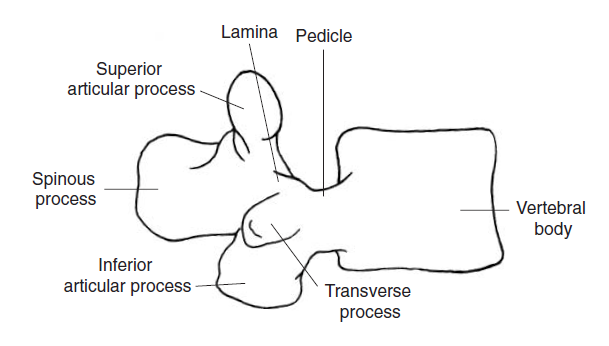 Lamina
Pedicle
Superior
articular process
Spinous
process
Vertebral
body
Inferior
articular process
Transverse
process